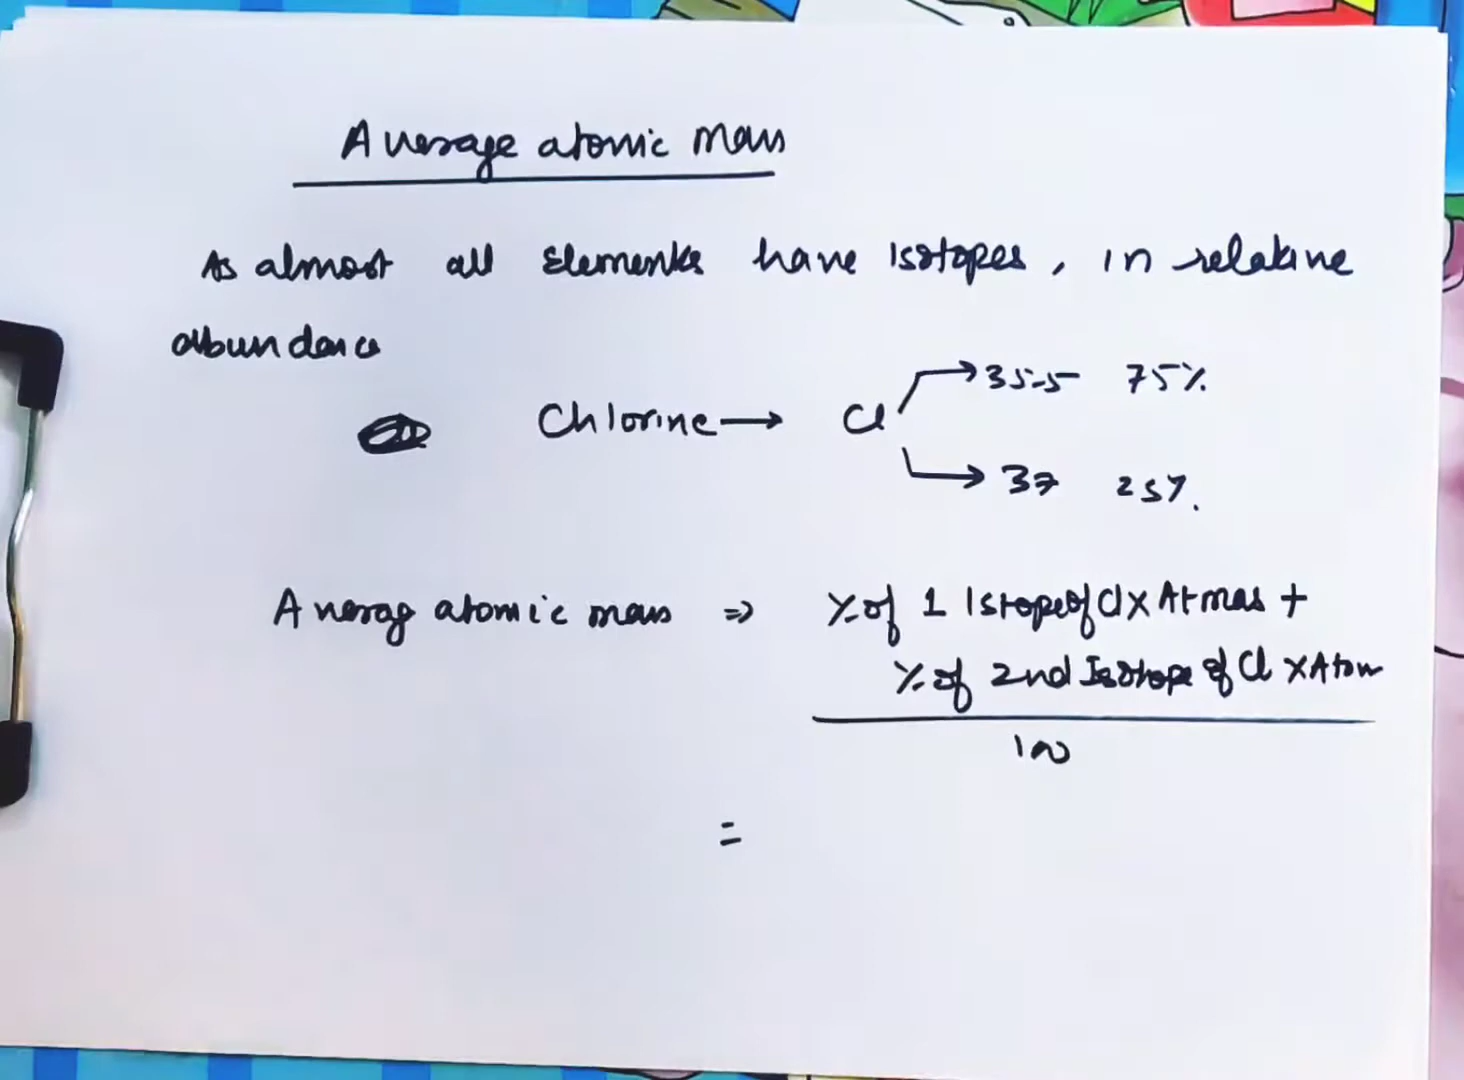 Average atomic mass
As almost all Elements have Isotopes, in relative
abundance
Chlorine → Cl → 35.5 75%
→ 37 25%.
Average atomic mass ⇒ % of 1 Isotope of Cl x At mas +
% of 2nd Isotope of Cl x Atom
100
=